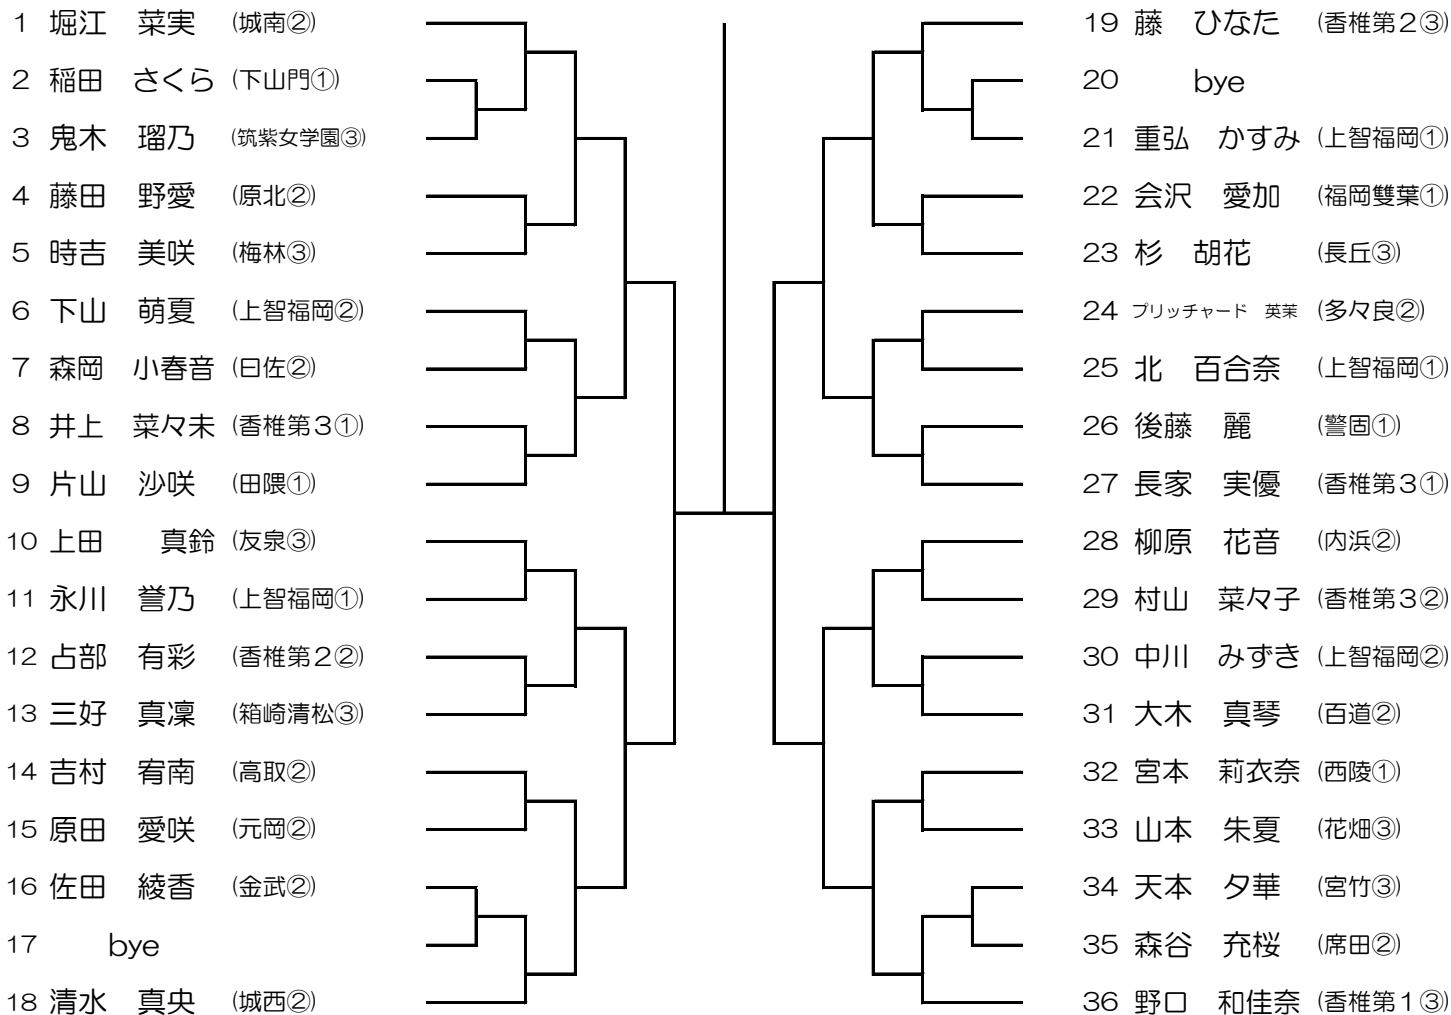 1 堀江　菜実 (城南②)
2 稲田　さくら (下山門①)
3 鬼木　瑠乃 (筑紫女学園③)
4 藤田　野愛 (原北②)
5 時吉　美咲 (梅林③)
6 下山　萌夏 (上智福岡②)
7 森岡　小春音 (曰佐②)
8 井上　菜々未 (香椎第３①)
9 片山　沙咲 (田隈①)
10 上田　真鈴 (友泉③)
11 永川　誉乃 (上智福岡①)
12 占部　有彩 (香椎第２②)
13 三好　真凜 (箱崎清松③)
14 吉村　宥南 (高取②)
15 原田　愛咲 (元岡②)
16 佐田　綾香 (金武②)
17 bye
18 清水　真央 (城西②)
19 藤　ひなた (香椎第２③)
20 bye
21 重弘　かすみ (上智福岡①)
22 会沢　愛加 (福岡雙葉①)
23 杉　胡花 (長丘③)
24 プリッチャード　英茉 (多々良②)
25 北　百合奈 (上智福岡①)
26 後藤　麗 (警固①)
27 長家　実優 (香椎第３①)
28 柳原　花音 (内浜②)
29 村山　菜々子 (香椎第３②)
30 中川　みずき (上智福岡②)
31 大木　真琴 (百道②)
32 宮本　莉衣奈 (西陵①)
33 山本　朱夏 (花畑③)
34 天本　夕華 (宮竹③)
35 森谷　充桜 (席田②)
36 野口　和佳奈 (香椎第１③)